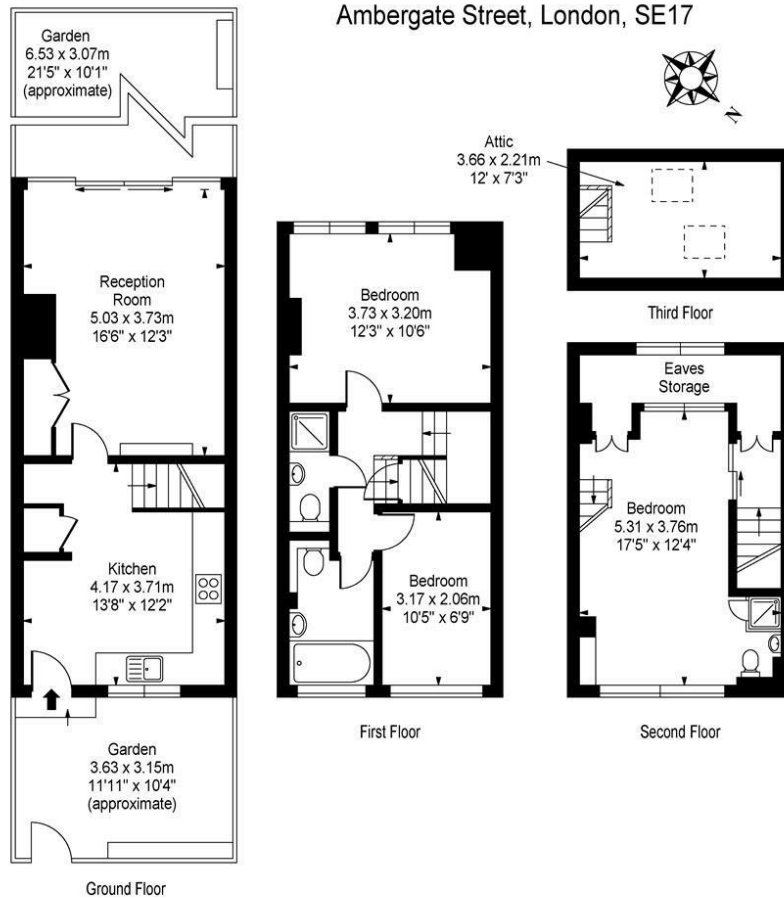 Ambergate Street, London, SE17
Garden
6.53 x 3.07m
21'5" x 10'1"
(approximate)
N
Attic
3.66 x 2.21m
12' x 7'3"
Third Floor
Reception
Room
5.03 x 3.73m
16'6" x 12'3"
Bedroom
3.73 x 3.20m
12'3" x 10'6"
Eaves
Storage
Bedroom
5.31 x 3.76m
17'5" x 12'4"
Kitchen
4.17 x 3.71m
13'8" x 12'2"
Bedroom
3.17 x 2.06m
10'5" x 6'9"
First Floor
Second Floor
Garden
3.63 x 3.15m
11'11" x 10'4"
(approximate)
Ground Floor